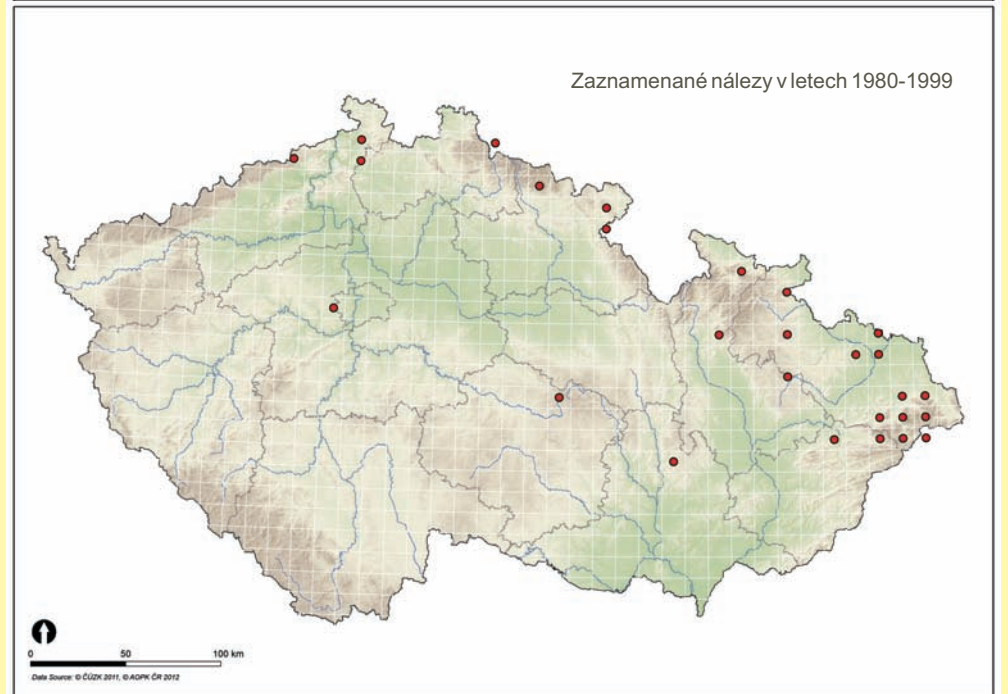 Zaznamenané nálezy v letech 1980-1999
0 50 100 km
Data Source: © ČÚZK 2011, © AOPK ČR 2012